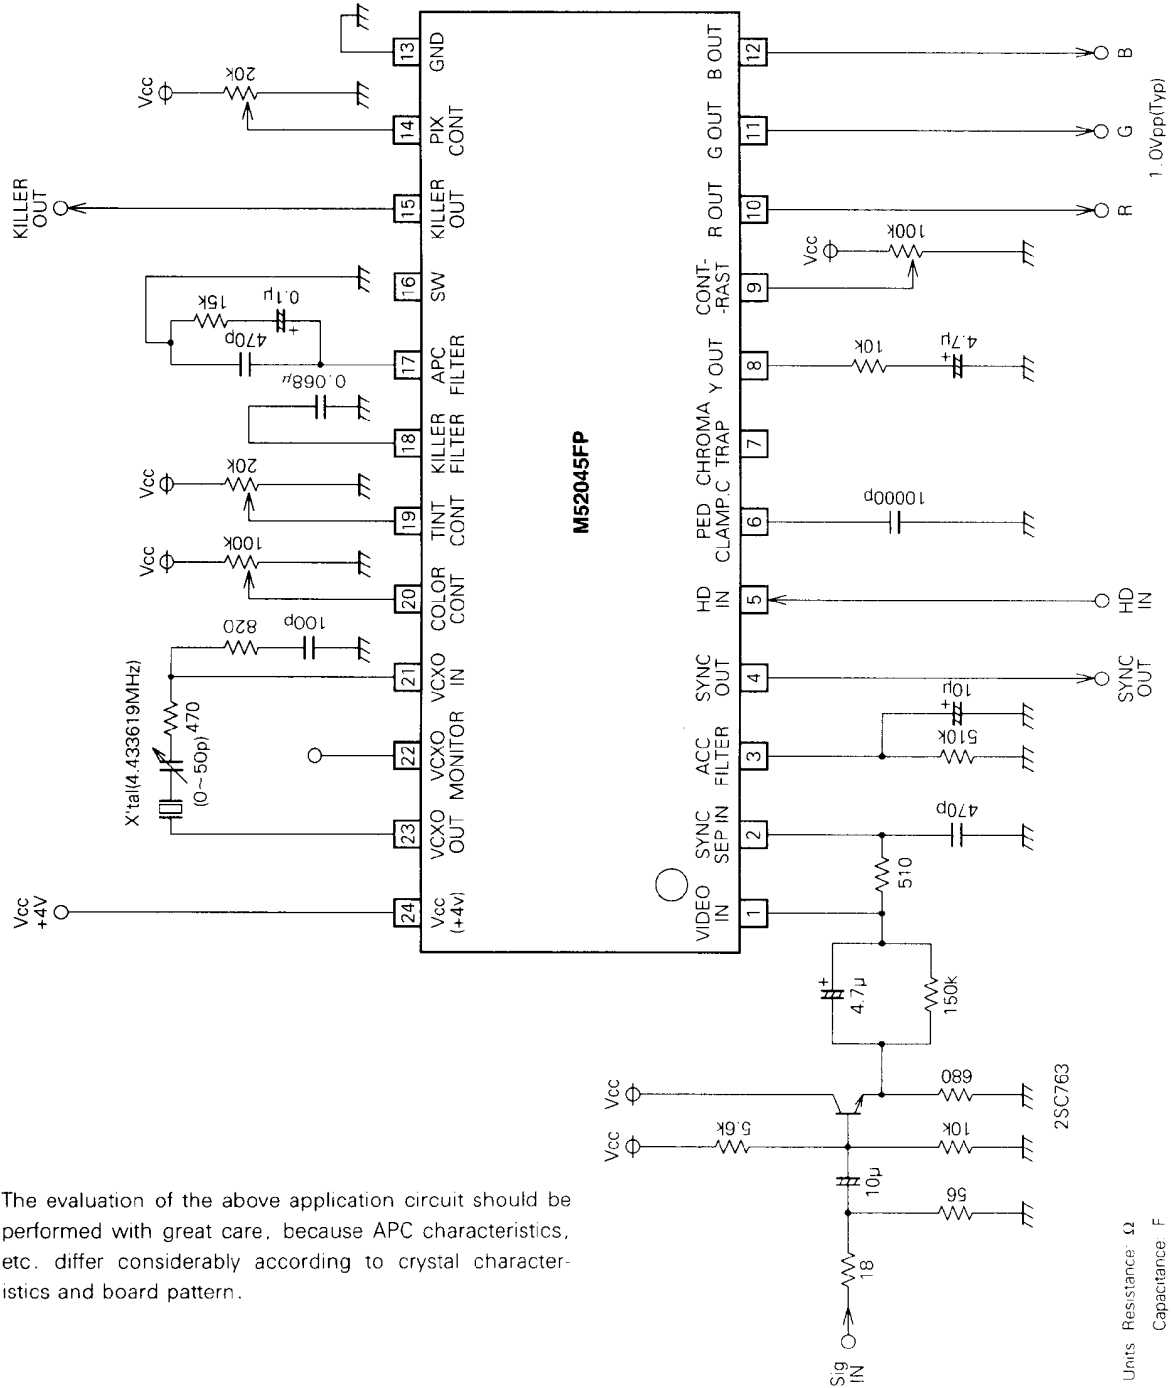 KILLER
OUT
Vcc
+4V
X'tal(4.433619MHz)
(0~50p)
470
820
100p
Vcc
100k
Vcc
20k
0.068μ
470p
15k
0.1μ
Vcc
20k
24
23
22
21
20
19
18
17
16
15
14
13
Vcc
(+4v)
VCXO
OUT
VCXO
MONITOR
VCXO
IN
COLOR
CONT
TINT
CONT
KILLER
FILTER
APC
FILTER
SW
KILLER
OUT
PIX
CONT
GND
M52045FP
VIDEO
IN
SYNC
SEP IN
ACC
FILTER
SYNC
OUT
HD
IN
PED
CLAMP.C
CHROMA
TRAP
Y OUT
CONT-
-RAST
R OUT
G OUT
B OUT
1
2
3
4
5
6
7
8
9
10
11
12
Vcc
Vcc
5.6k
10μ
18
56
10k
680
2SC763
4.7μ
150k
510
470p
510k
10μ
10000p
10k
4.7μ
Vcc
100k
Sig
IN
SYNC
OUT
HD
IN
R
G
B
1.0Vpp(Typ)
Units Resistance: Ω
Capacitance: F
The evaluation of the above application circuit should be
performed with great care, because APC characteristics,
etc. differ considerably according to crystal character-
istics and board pattern.